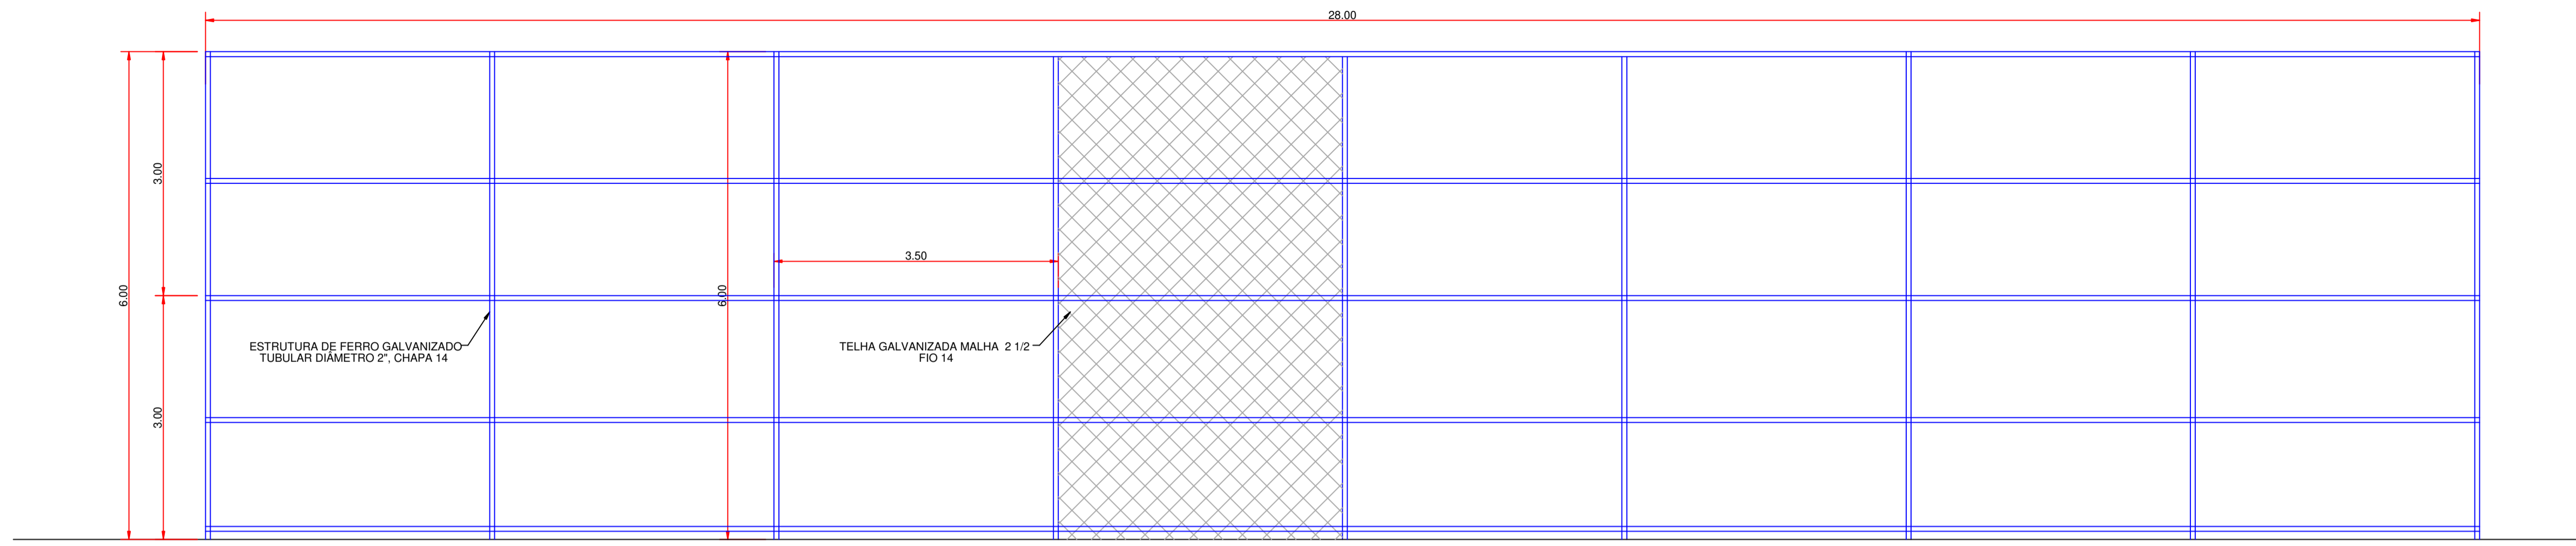 28.00
3.00
3.50
6.00
6.00
ESTRUTURA DE FERRO GALVANIZADO
TUBULAR DIÂMETRO 2", CHAPA 14
TELHA GALVANIZADA MALHA 2 1/2
FIO 14
3.00